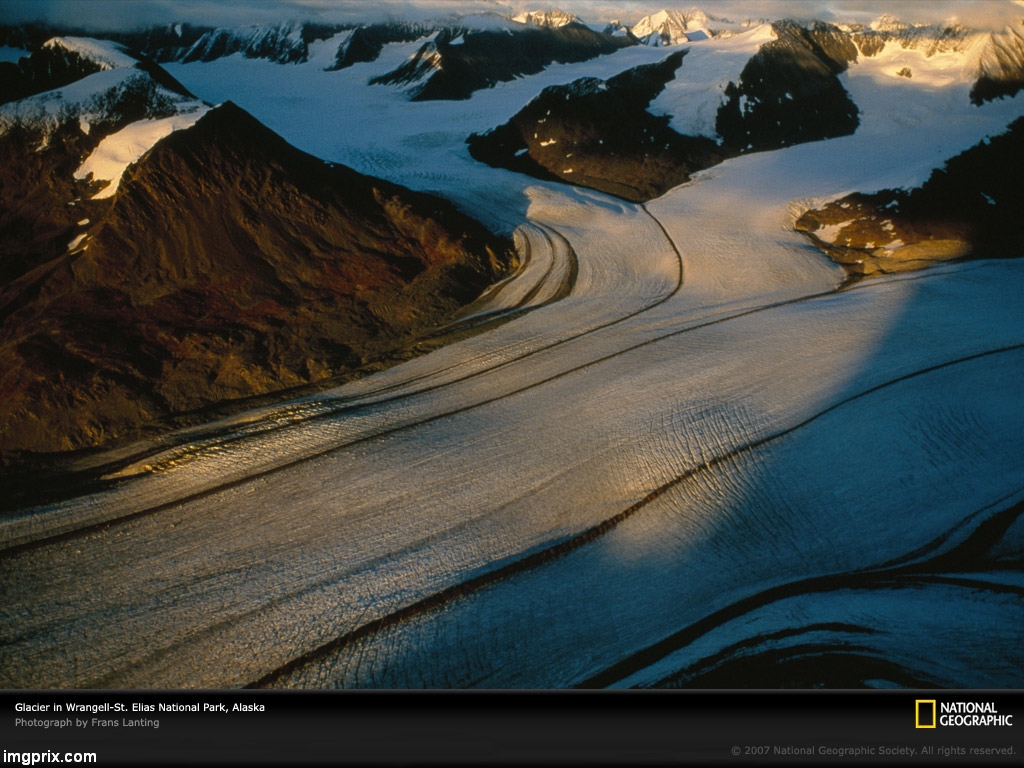 Glacier in Wrangell-St. Elias National Park, Alaska
Photograph by Frans Lanting
NATIONAL
GEOGRAPHIC
© 2007 National Geographic Society. All rights reserved.
imgprix.com